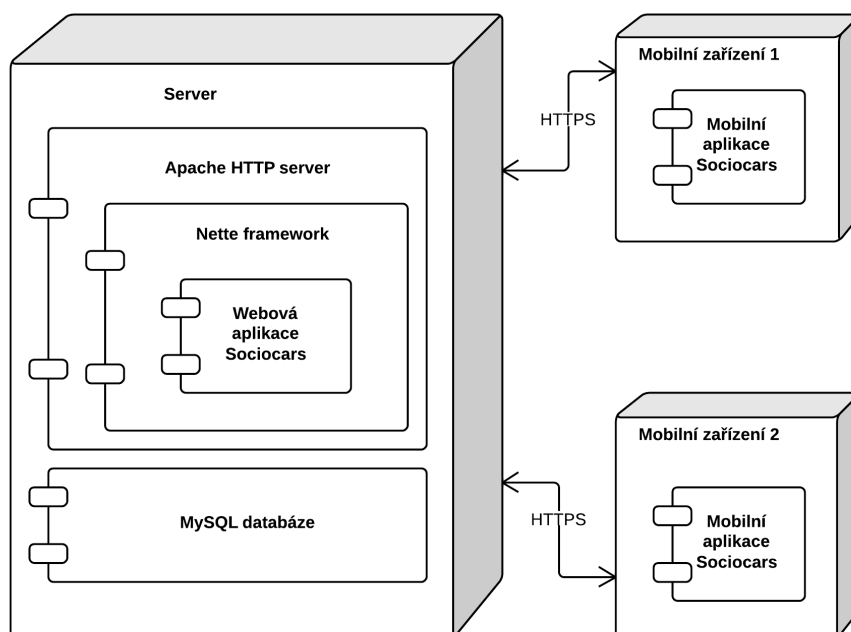 Server
Apache HTTP server
Nette framework
Webová
aplikace
Sociocars
MySQL databáze
HTTPS
HTTPS
Mobilní zařízení 1
Mobilní
aplikace
Sociocars
Mobilní zařízení 2
Mobilní
aplikace
Sociocars